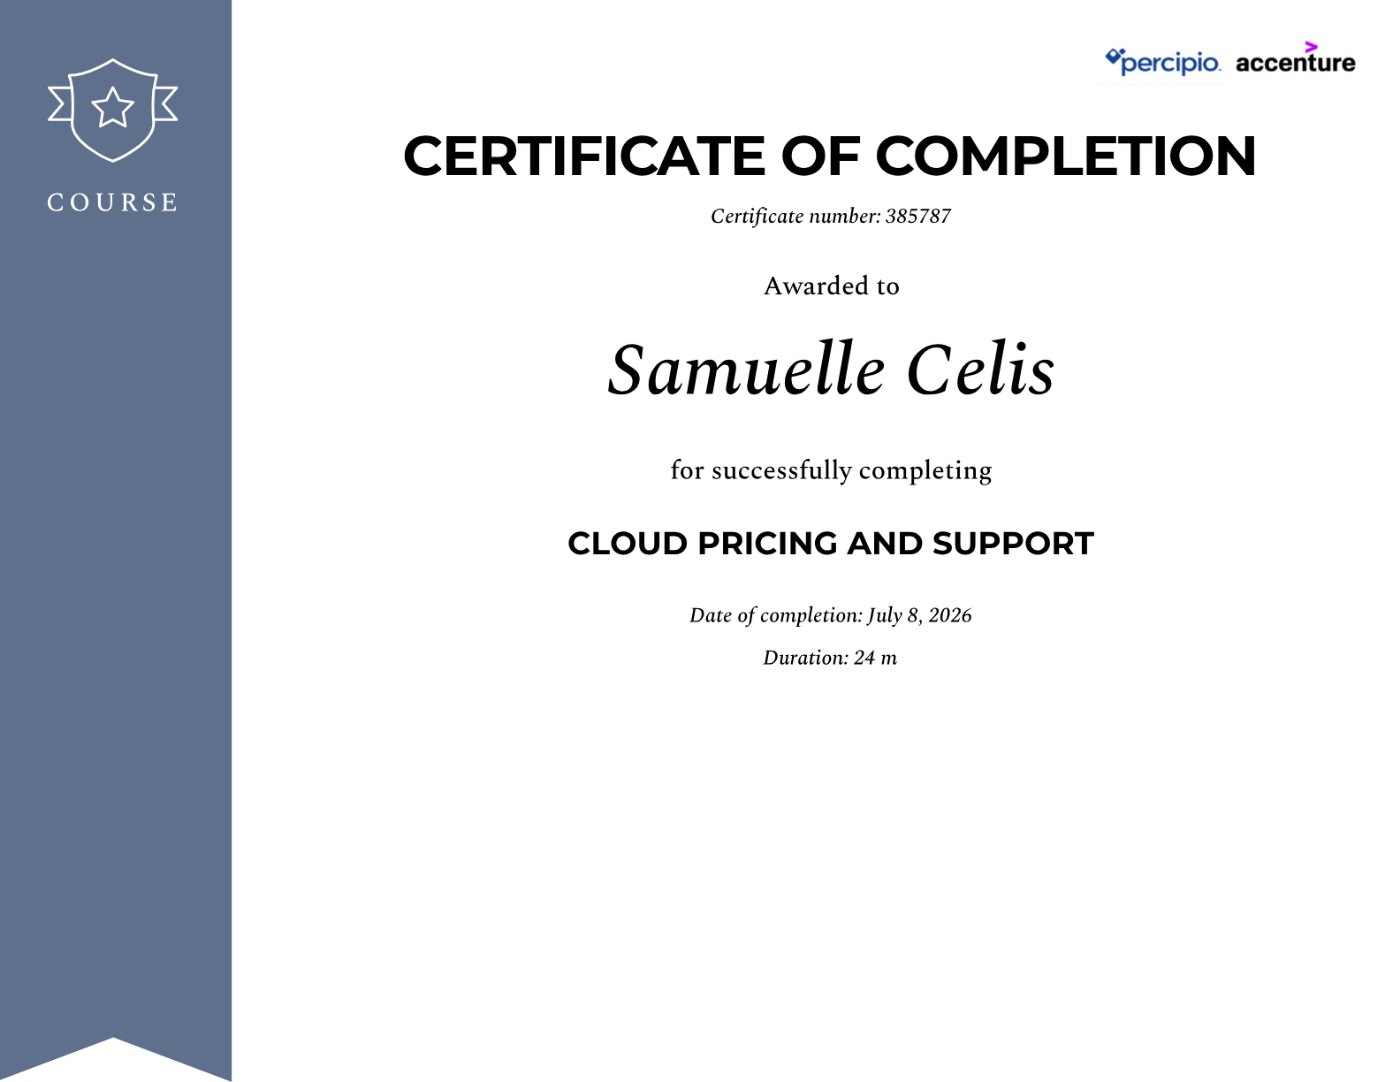 percipio. accenture
COURSE
CERTIFICATE OF COMPLETION
Certificate number: 385787
Awarded to
Samuelle Celis
for successfully completing
CLOUD PRICING AND SUPPORT
Date of completion: July 8, 2026
Duration: 24 m